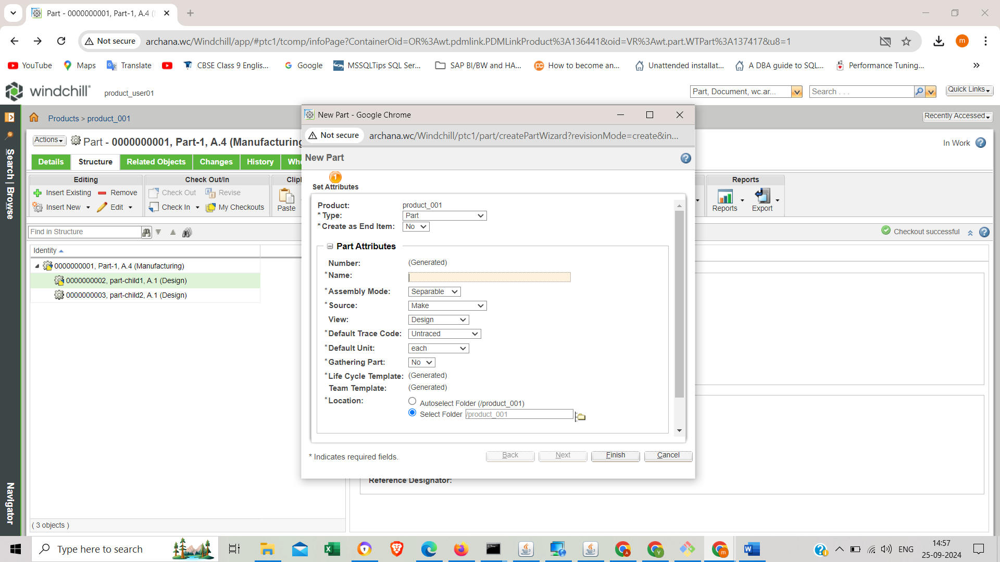 Part - 0000000001, Part-1, A.4 (
Not secure archana.wc/Windchill/app/#ptc1/tcomp/infoPage?ContainerOid=OR%3Awt.pdmlink.PDMLinkProduct%3A136441&oid=VR%3Awt.part.WTPart%3A137417&u8=1 m
YouTube Maps Translate CBSE Class 9 Englis... Google MSSQLTips SQL Ser... SAP BI/BW and HA... How to become an... Unattended installat... A DBA guide to SQL... Performance Tuning... »
windchill product_user01 Part, Document, wc.ar... Search . . . Quick Links
Products > product_001 Recently Accessed
Actions Part - 0000000001, Part-1, A.4 (Manufacturing In Work
Details Structure Related Objects Changes History Wh
Editing Check Out/In Clip Reports
Insert Existing Remove Check Out Revise
Insert New Edit Check In My Checkouts Paste Reports Export
Find in Structure Checkout successful
Identity
0000000001, Part-1, A.4 (Manufacturing)
0000000002, part-child1, A.1 (Design)
0000000003, part-child2, A.1 (Design)
( 3 objects )
Search | Browse
Navigator
New Part - Google Chrome
Not secure archana.wc/Windchill/ptc1/part/createPartWizard?revisionMode=create&in...
New Part
1
Set Attributes
Product: product_001
* Type: Part
* Create as End Item: No
Part Attributes
Number: (Generated)
* Name:
* Assembly Mode: Separable
* Source: Make
View: Design
* Default Trace Code: Untraced
* Default Unit: each
* Gathering Part: No
* Life Cycle Template: (Generated)
Team Template: (Generated)
* Location: Autoselect Folder (/product_001)
Select Folder /product_001
* Indicates required fields. Back Next Finish Cancel
Reference Designator:
Type here to search
ENG
14:57
25-09-2024